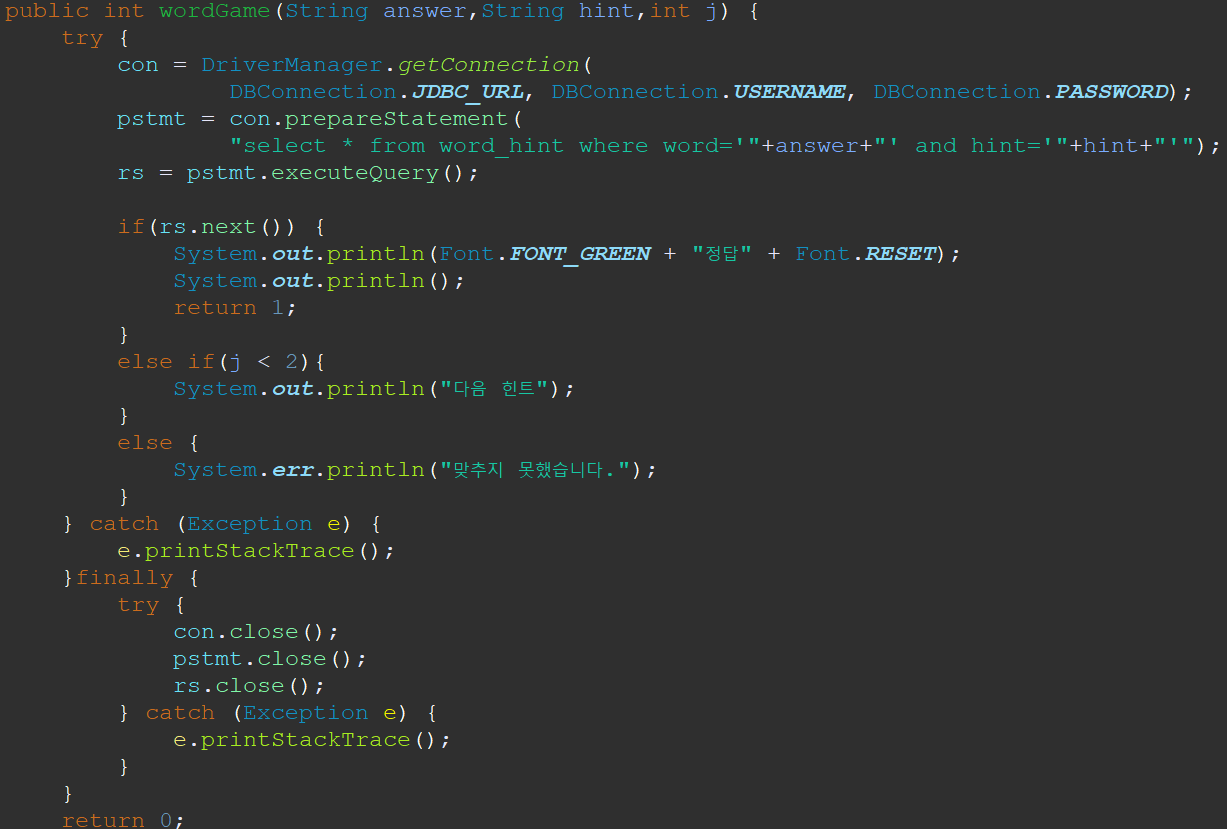 public int wordGame(String answer,String hint,int j) {
    try {
        con = DriverManager.getConnection(
                DBConnection.JDBC_URL, DBConnection.USERNAME, DBConnection.PASSWORD);
        pstmt = con.prepareStatement(
                "select * from word_hint where word='"+answer+"' and hint='"+hint+"'");
        rs = pstmt.executeQuery();

        if(rs.next()) {
            System.out.println(Font.FONT_GREEN + "정답" + Font.RESET);
            System.out.println();
            return 1;
        }
        else if(j < 2){
            System.out.println("다음 힌트");
        }
        else {
            System.err.println("맞추지 못했습니다.");
        }
    } catch (Exception e) {
        e.printStackTrace();
    }finally {
        try {
            con.close();
            pstmt.close();
            rs.close();
        } catch (Exception e) {
            e.printStackTrace();
        }
    }
    return 0;